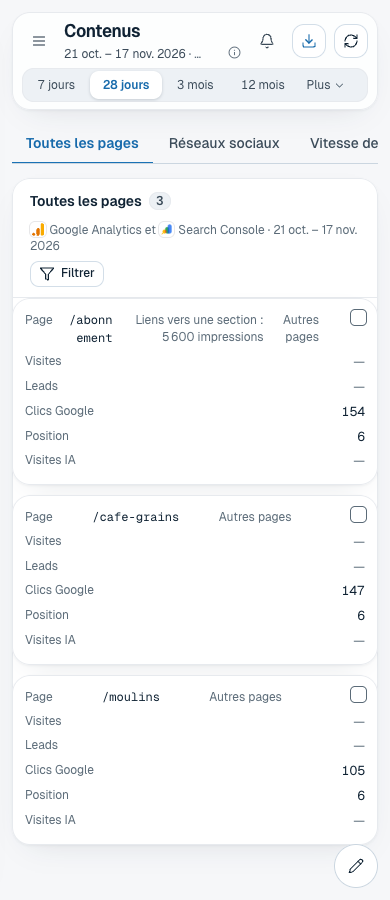 Contenus
21 oct. – 17 nov. 2026 · ...
7 jours
28 jours
3 mois
12 mois
Plus
Toutes les pages
Réseaux sociaux
Vitesse de
Toutes les pages 3
Google Analytics et Search Console · 21 oct. – 17 nov.
2026
Filtrer
Page /abonn Liens vers une section : Autres
ement 5 600 impressions pages
Visites —
Leads —
Clics Google 154
Position 6
Visites IA —
Page /cafe-grains Autres pages
Visites —
Leads —
Clics Google 147
Position 6
Visites IA —
Page /moulins Autres pages
Visites —
Leads —
Clics Google 105
Position 6
Visites IA —